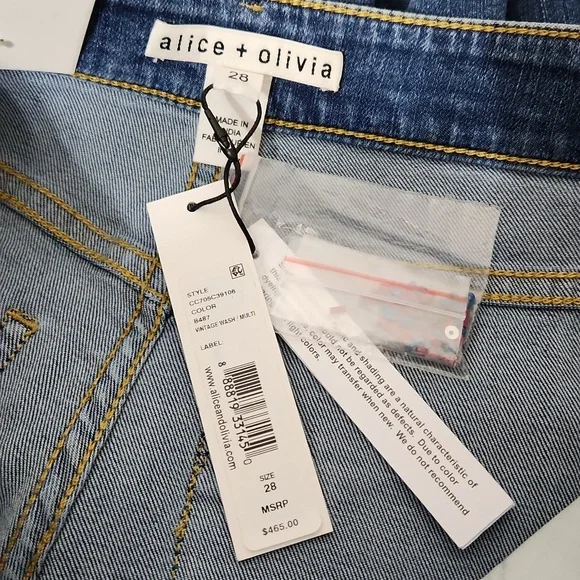 alice + olivia
28
MADE IN
INDIA
STYLE
CC705C39106
COLOR
B487
VINTAGE WASH / MULTI
LABEL:
www.aliceandolivia.com
SIZE
28
MSRP
$465.00
and shading are a natural characteristic of
not be regarded as defects. Due to color
color may transfer when new. We do not recommend
colors.